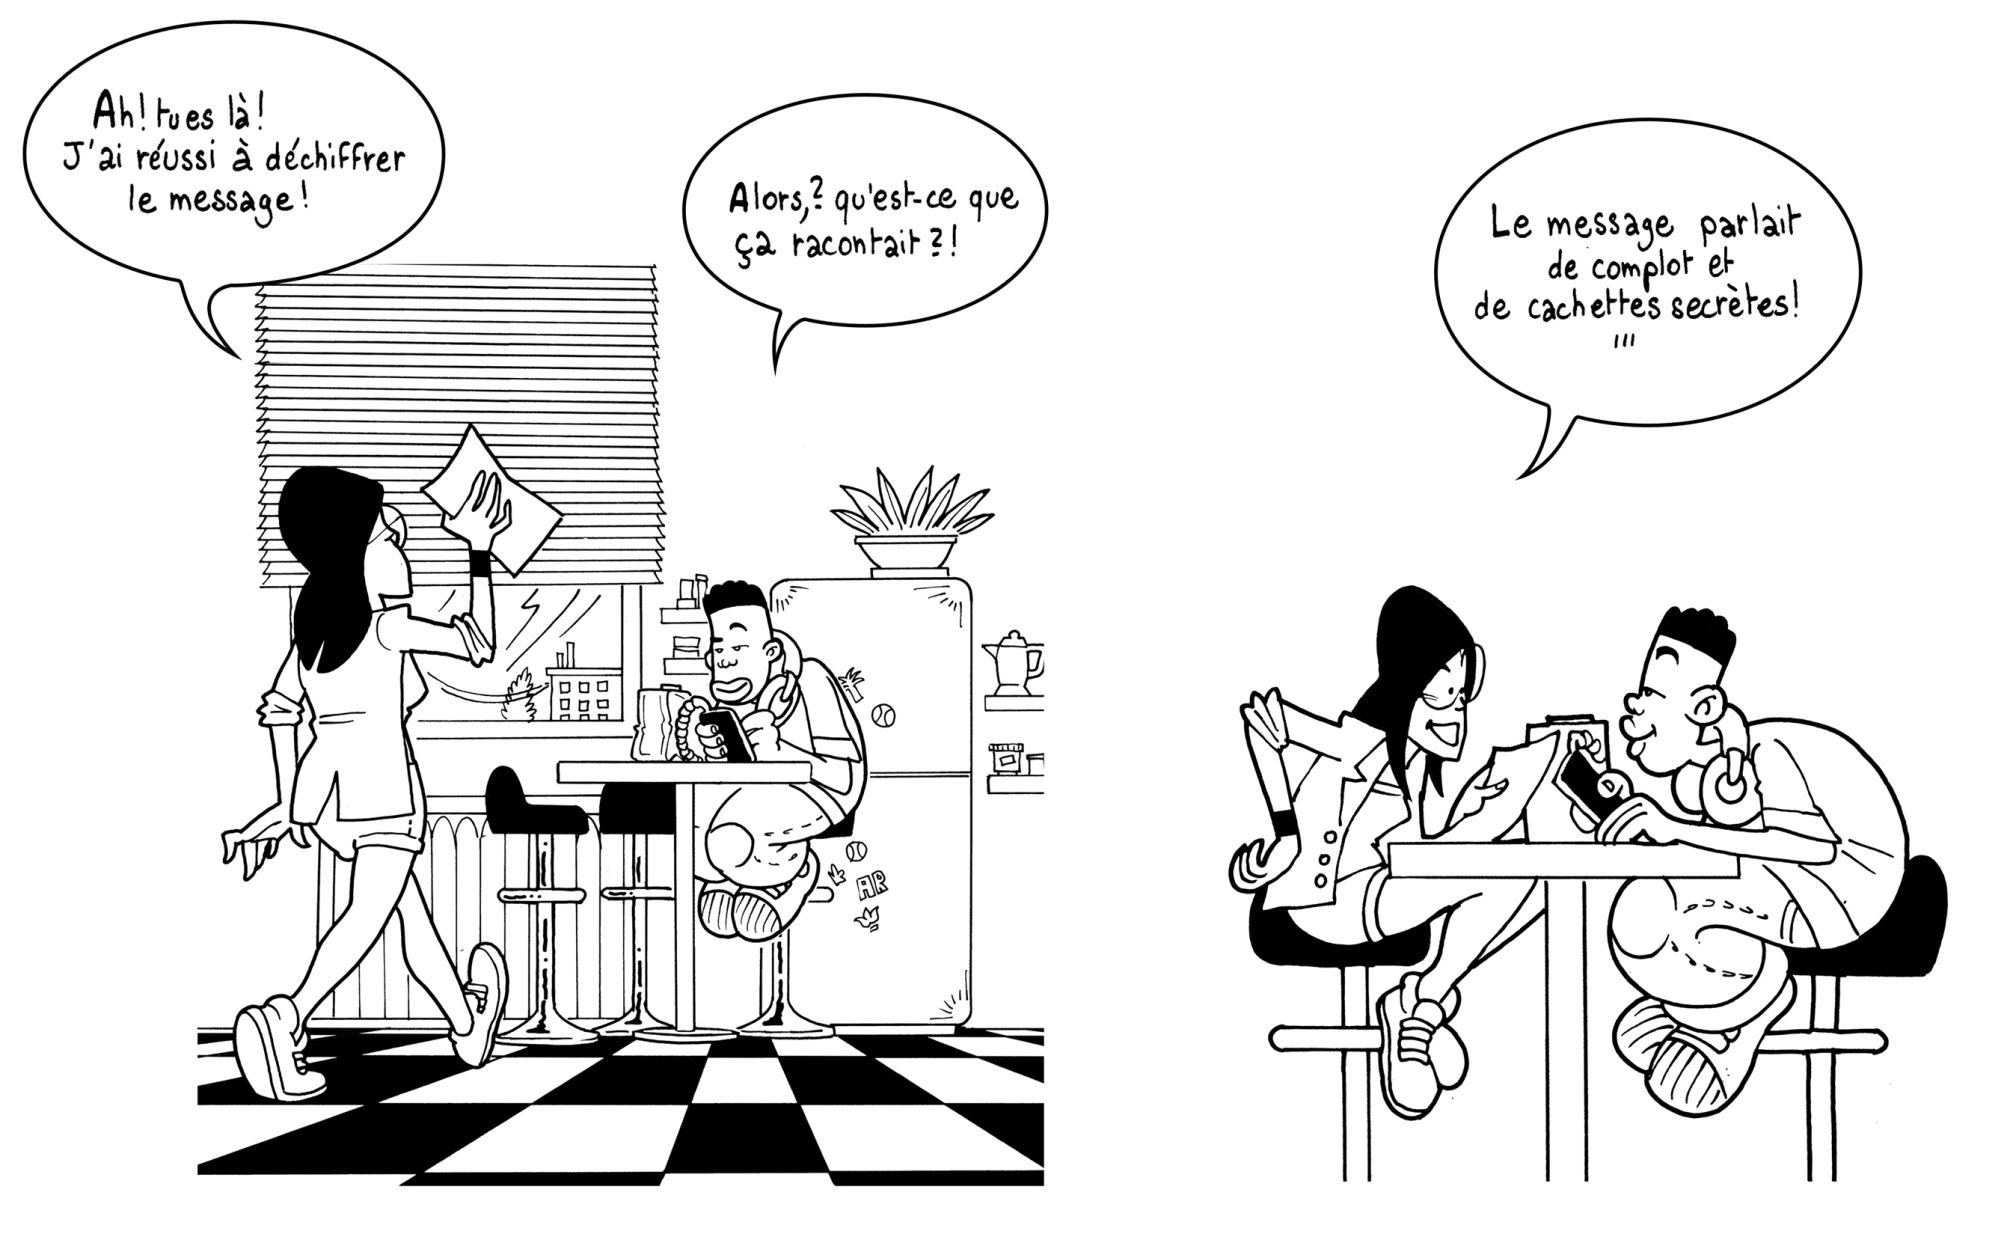 Ah! tu es là!
J'ai réussi à déchiffrer
le message!
Alors,? qu'est-ce que
ça racontait?!
Le message parlait
de complot et
de cachettes secrètes!
AR